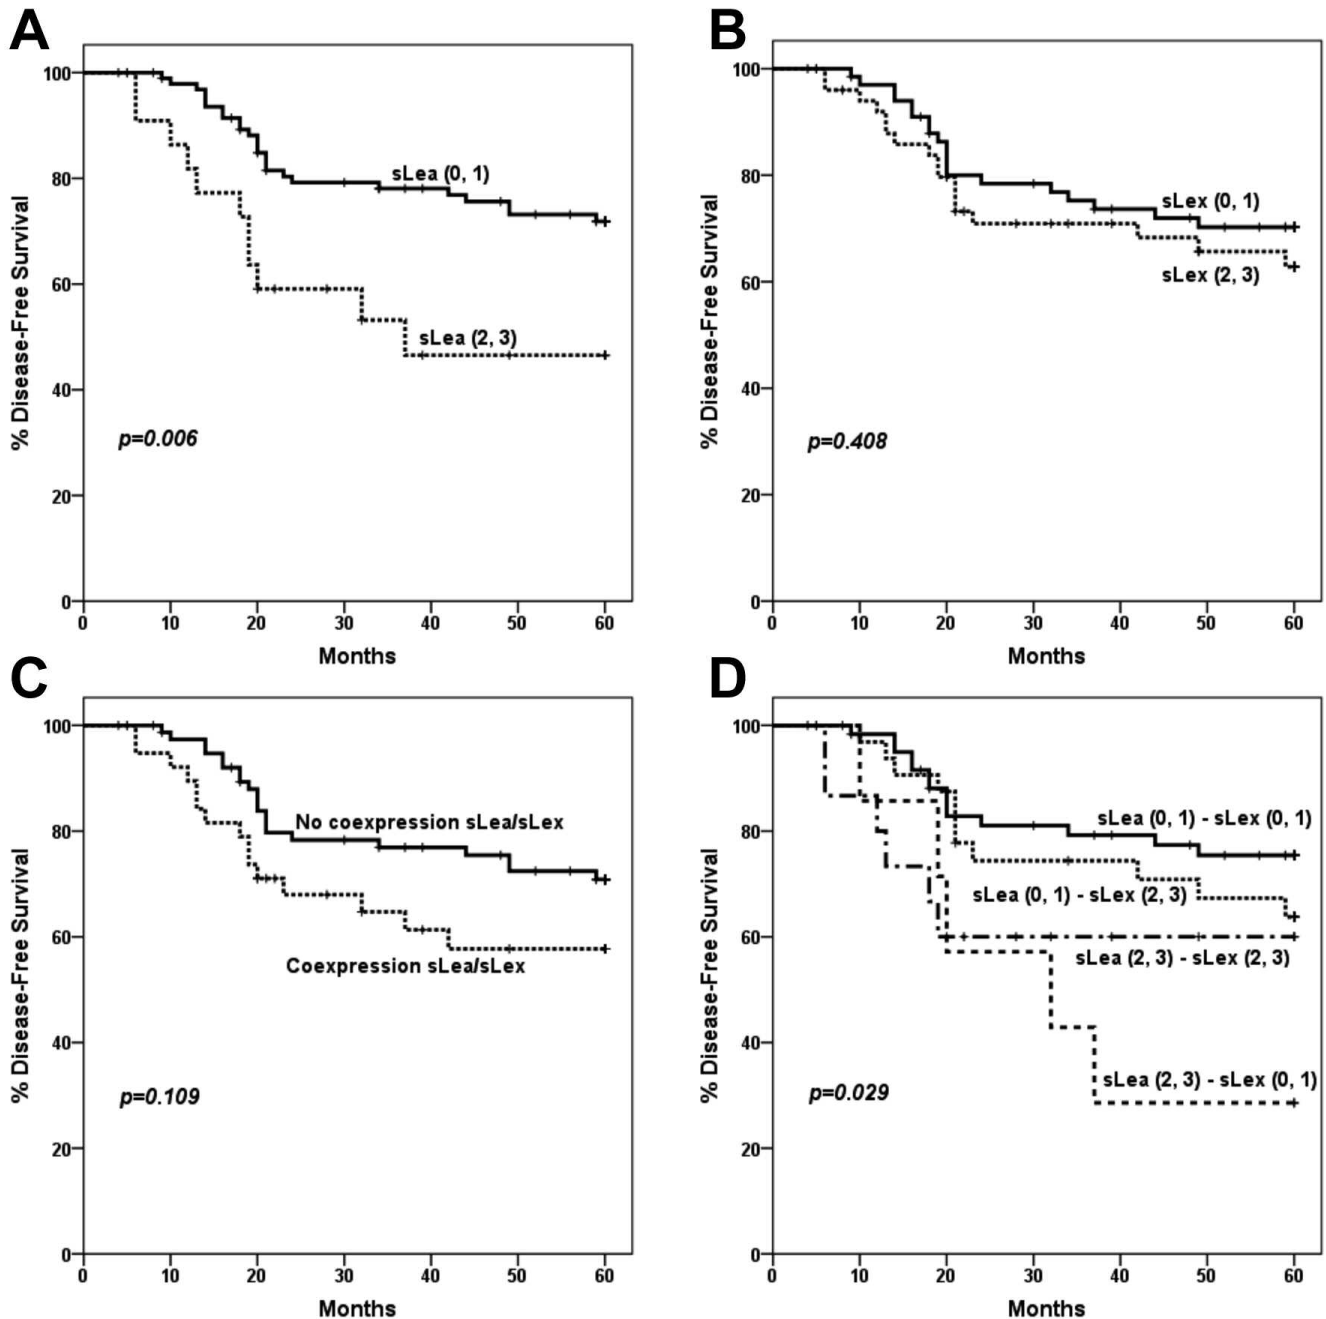 A
% Disease-Free Survival
100
80
60
40
20
0
sLea (0, 1)
sLea (2, 3)
p=0.006
0 10 20 30 40 50 60
Months
B
% Disease-Free Survival
100
80
60
40
20
0
sLex (0, 1)
sLex (2, 3)
p=0.408
0 10 20 30 40 50 60
Months
C
% Disease-Free Survival
100
80
60
40
20
0
No coexpression sLea/sLex
Coexpression sLea/sLex
p=0.109
0 10 20 30 40 50 60
Months
D
% Disease-Free Survival
100
80
60
40
20
0
sLea (0, 1) - sLex (0, 1)
sLea (0, 1) - sLex (2, 3)
sLea (2, 3) - sLex (2, 3)
sLea (2, 3) - sLex (0, 1)
p=0.029
0 10 20 30 40 50 60
Months